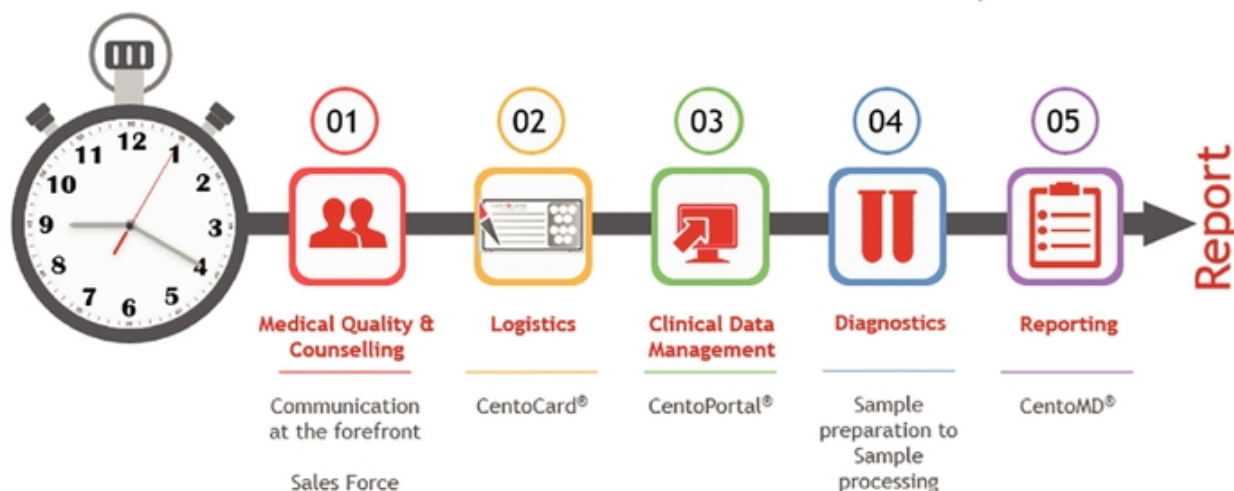 12
1
2
3
4
5
6
7
8
9
10
11
01
02
03
04
05
Report
Medical Quality &
Counselling
Logistics
Clinical Data
Management
Diagnostics
Reporting
Communication
at the forefront
Sales Force
CentoCard®
CentoPortal®
Sample
preparation to
Sample
processing
CentoMD®